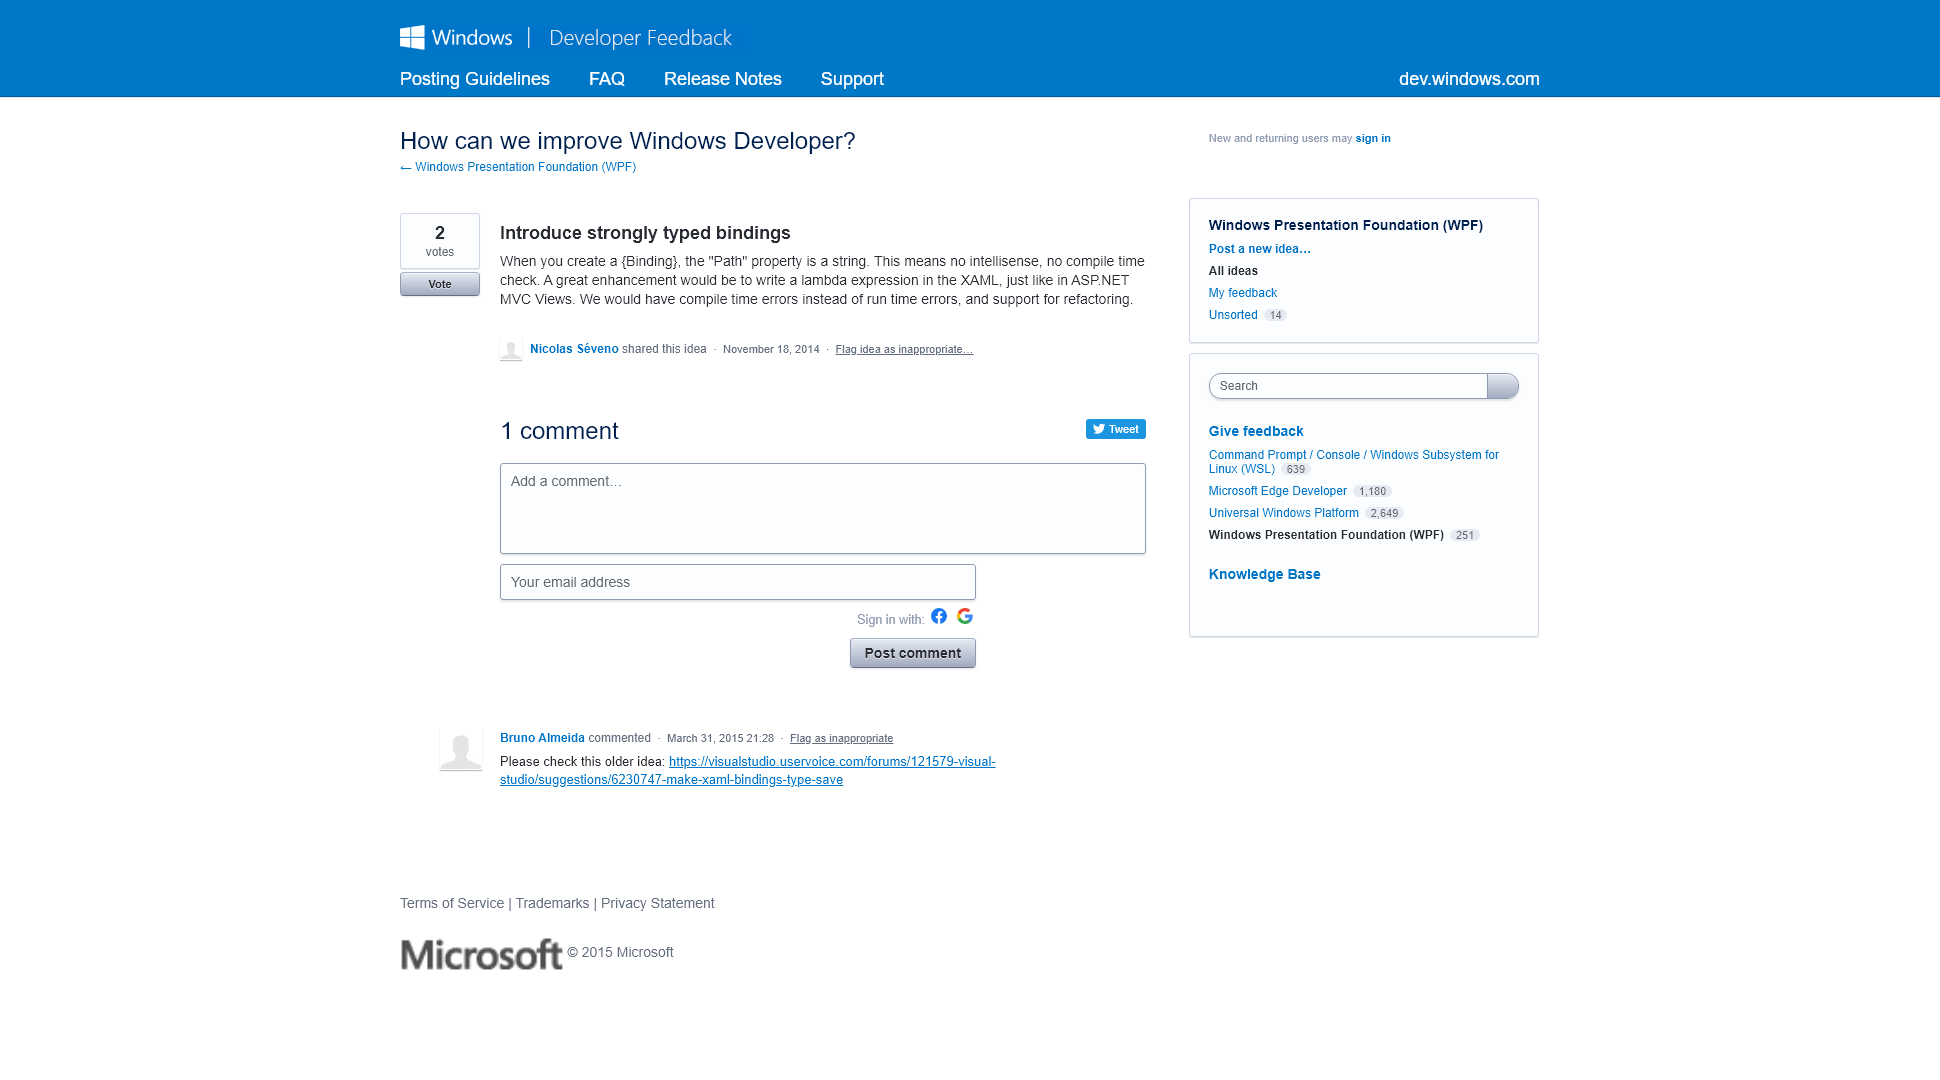 Windows | Developer Feedback
Posting Guidelines FAQ Release Notes Support dev.windows.com
How can we improve Windows Developer?
← Windows Presentation Foundation (WPF)
New and returning users may sign in
2
votes
Vote
Introduce strongly typed bindings
When you create a {Binding}, the "Path" property is a string. This means no intellisense, no compile time
check. A great enhancement would be to write a lambda expression in the XAML, just like in ASP.NET
MVC Views. We would have compile time errors instead of run time errors, and support for refactoring.
Nicolas Séveno shared this idea · November 18, 2014 · Flag idea as inappropriate…
1 comment
Tweet
Add a comment…
Your email address
Sign in with:
Post comment
Bruno Almeida commented · March 31, 2015 21:28 · Flag as inappropriate
Please check this older idea: https://visualstudio.uservoice.com/forums/121579-visual-
studio/suggestions/6230747-make-xaml-bindings-type-save
Windows Presentation Foundation (WPF)
Post a new idea…
All ideas
My feedback
Unsorted 14
Search
Give feedback
Command Prompt / Console / Windows Subsystem for
Linux (WSL) 639
Microsoft Edge Developer 1,180
Universal Windows Platform 2,649
Windows Presentation Foundation (WPF) 251
Knowledge Base
Terms of Service | Trademarks | Privacy Statement
Microsoft © 2015 Microsoft